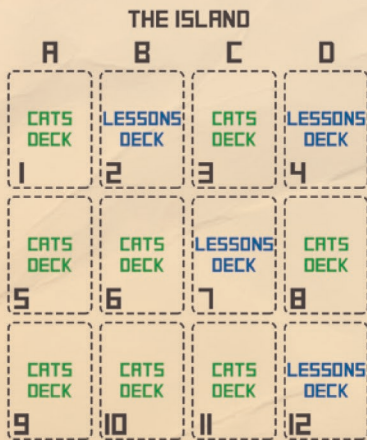 THE ISLAND
A B C D
CATS LESSONS CATS LESSONS
DECK DECK DECK DECK
1 2 3 4
CATS CATS LESSONS CATS
DECK DECK DECK DECK
5 6 7 8
CATS CATS CATS LESSONS
DECK DECK DECK DECK
9 10 11 12